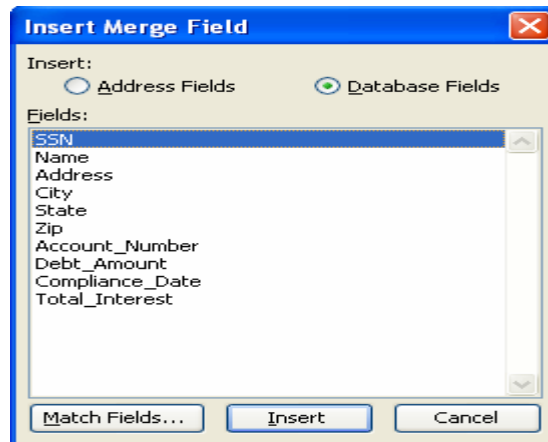 Insert Merge Field
Insert:
Address Fields Database Fields
Fields:
SSN
Name
Address
City
State
Zip
Account_Number
Debt_Amount
Compliance_Date
Total_Interest
Match Fields... Insert Cancel